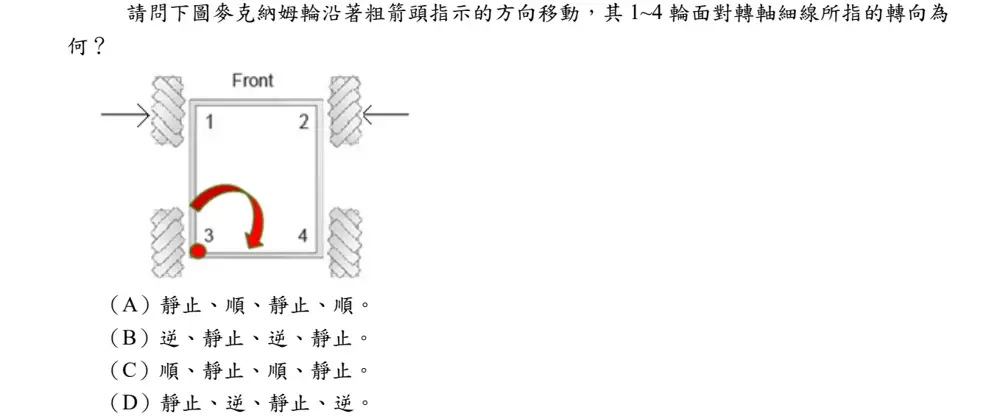 請問下圖麥克納姆輪沿著粗箭頭指示的方向移動，其 1~4 輪面對轉軸細線所指的轉向為
何？
Front
1 2
3 4
（A）靜止、順、靜止、順。
（B）逆、靜止、逆、靜止。
（C）順、靜止、順、靜止。
（D）靜止、逆、靜止、逆。